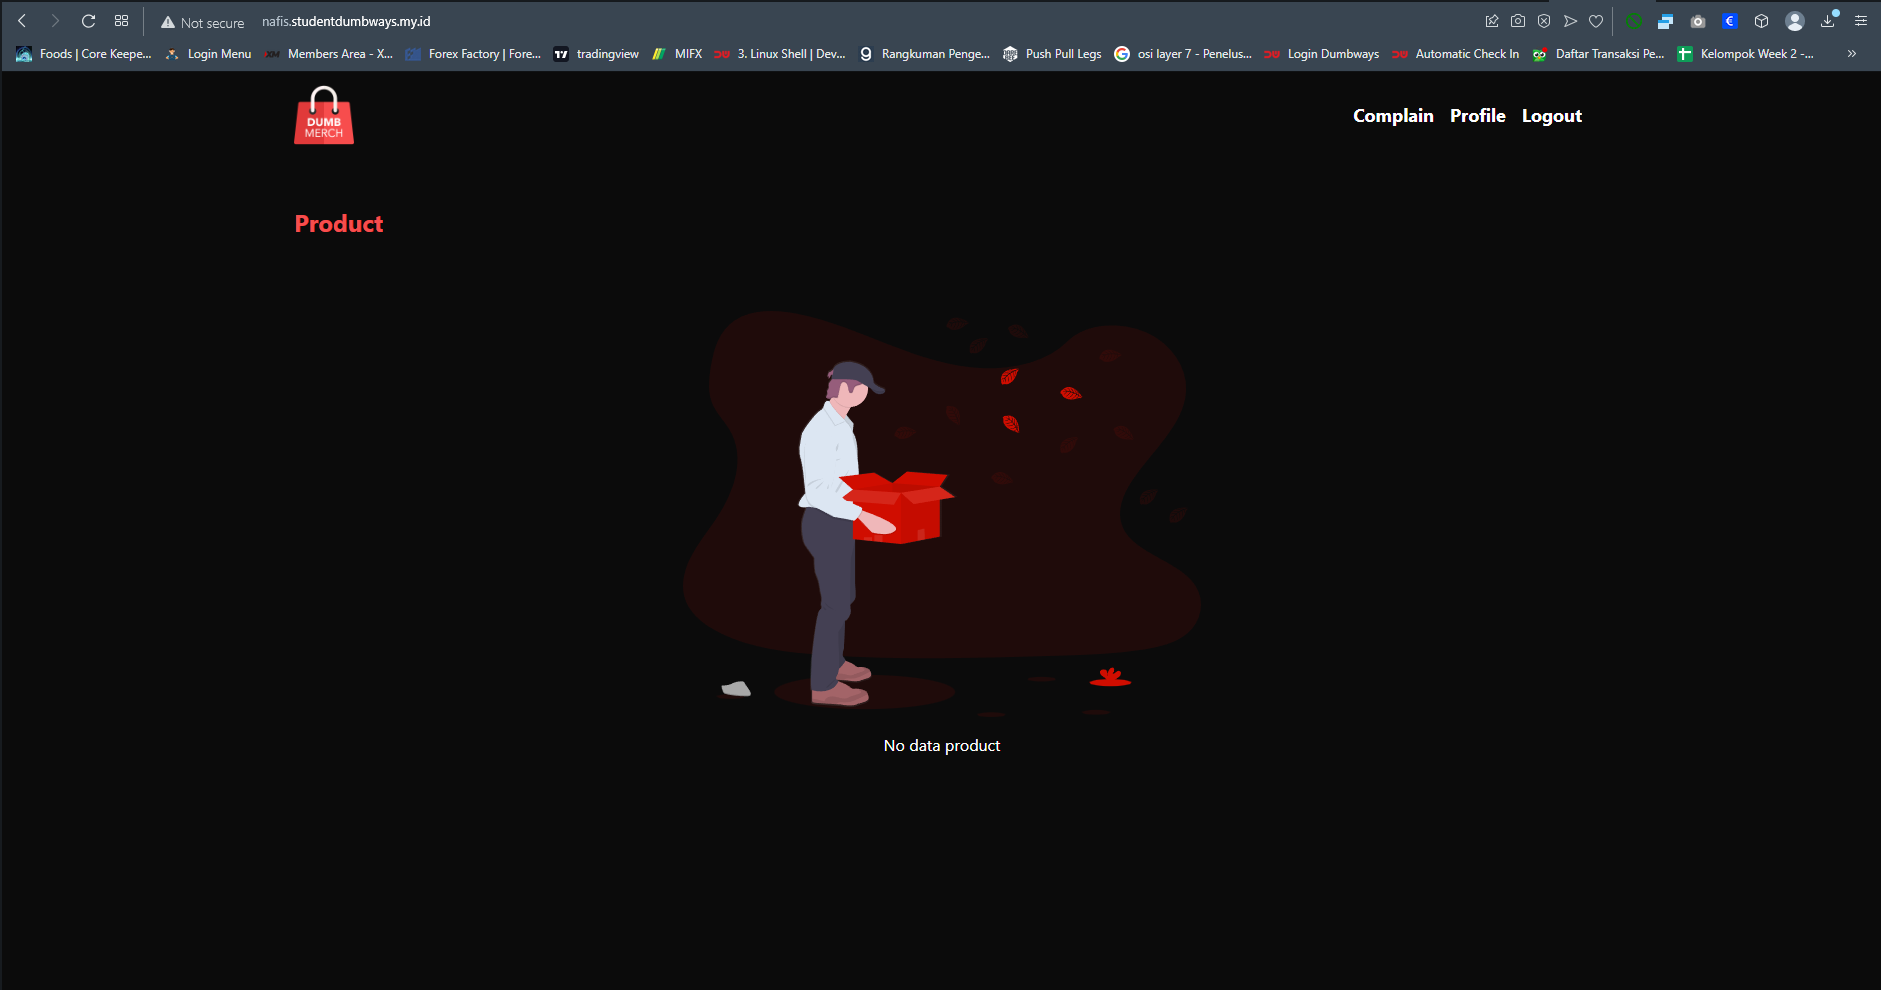 Not secure nafis.studentdumbways.my.id
Foods | Core Keepe... Login Menu XM Members Area - X... Forex Factory | Fore... tradingview MIFX 3. Linux Shell | Dev... Rangkuman Penge... Push Pull Legs osi layer 7 - Penelus... Login Dumbways Automatic Check In Daftar Transaksi Pe... Kelompok Week 2 -...
DUMB
MERCH
Complain Profile Logout
Product
No data product